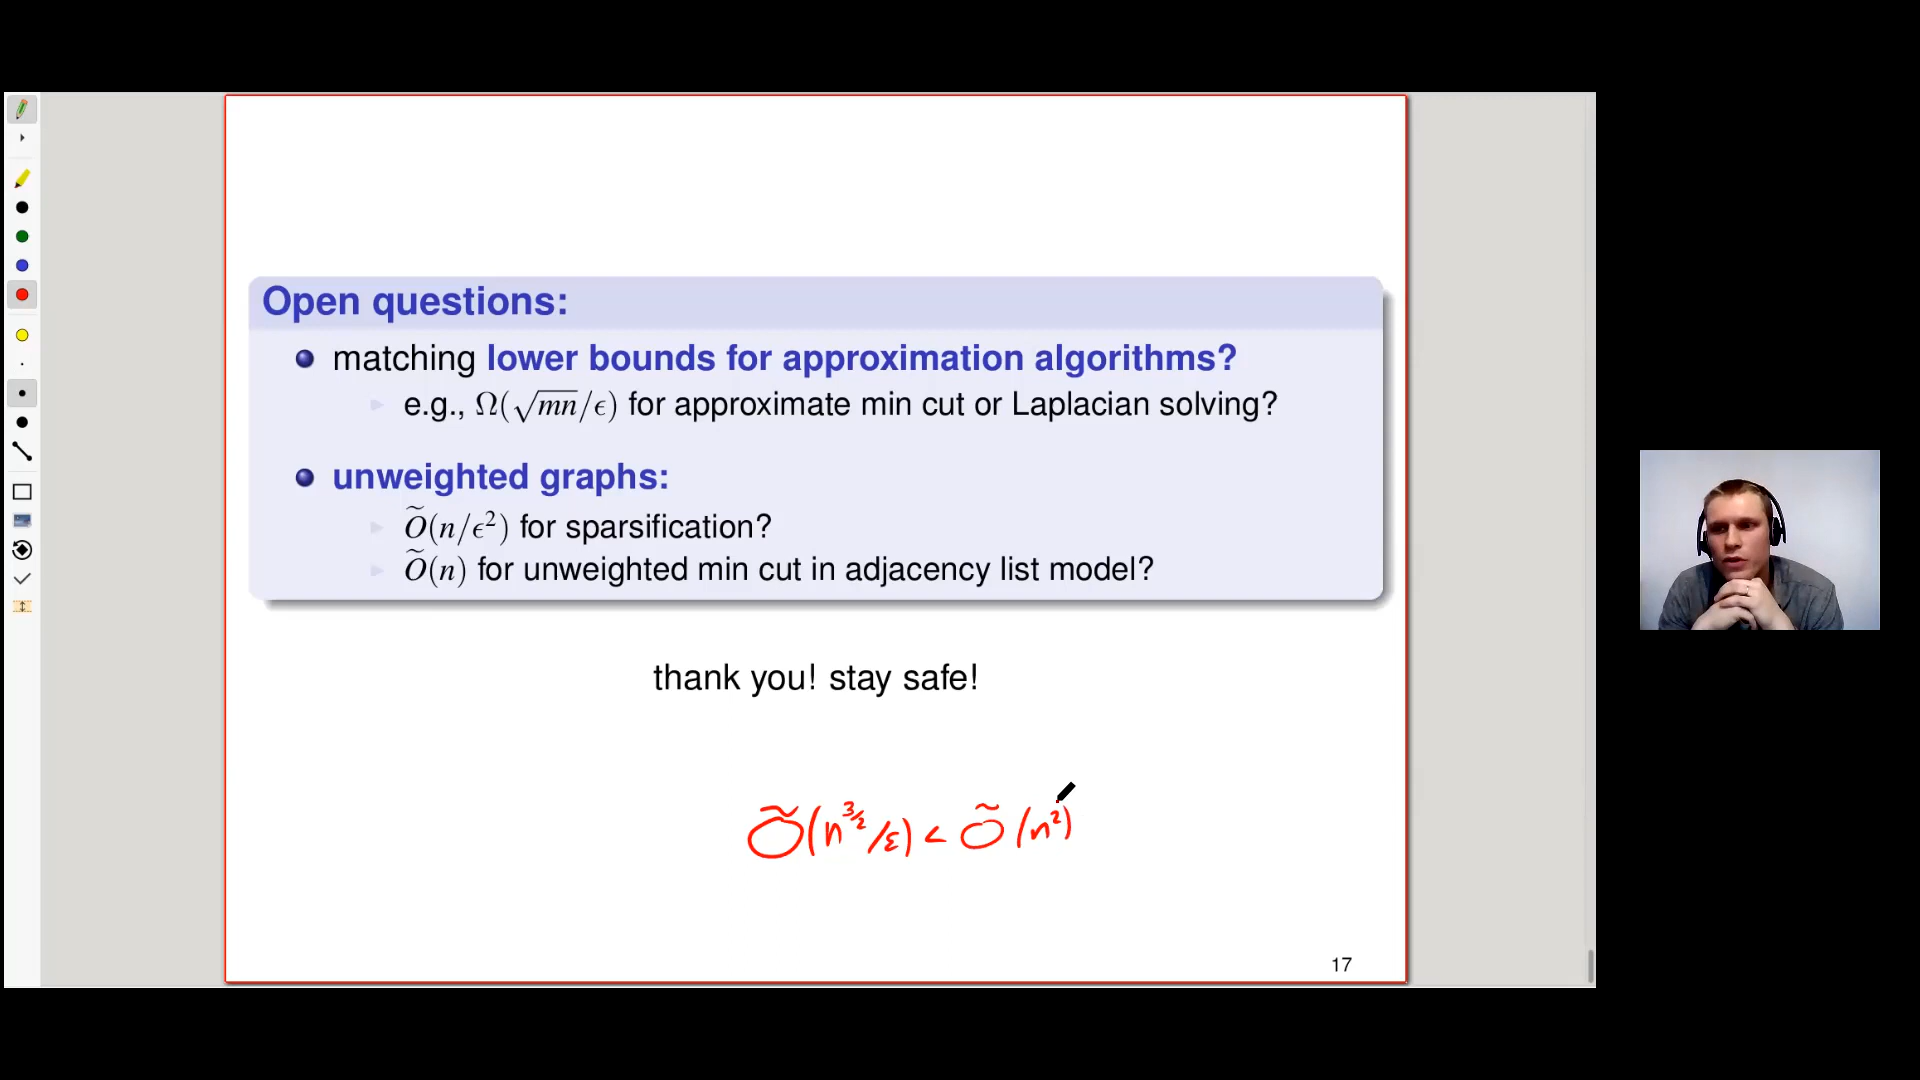 Open questions:
matching lower bounds for approximation algorithms?
e.g., Ω(√mn/ϵ) for approximate min cut or Laplacian solving?
unweighted graphs:
Õ(n/ϵ²) for sparsification?
Õ(n) for unweighted min cut in adjacency list model?
thank you! stay safe!
Õ(n^{3/2}/ε) < Õ(n²)
17